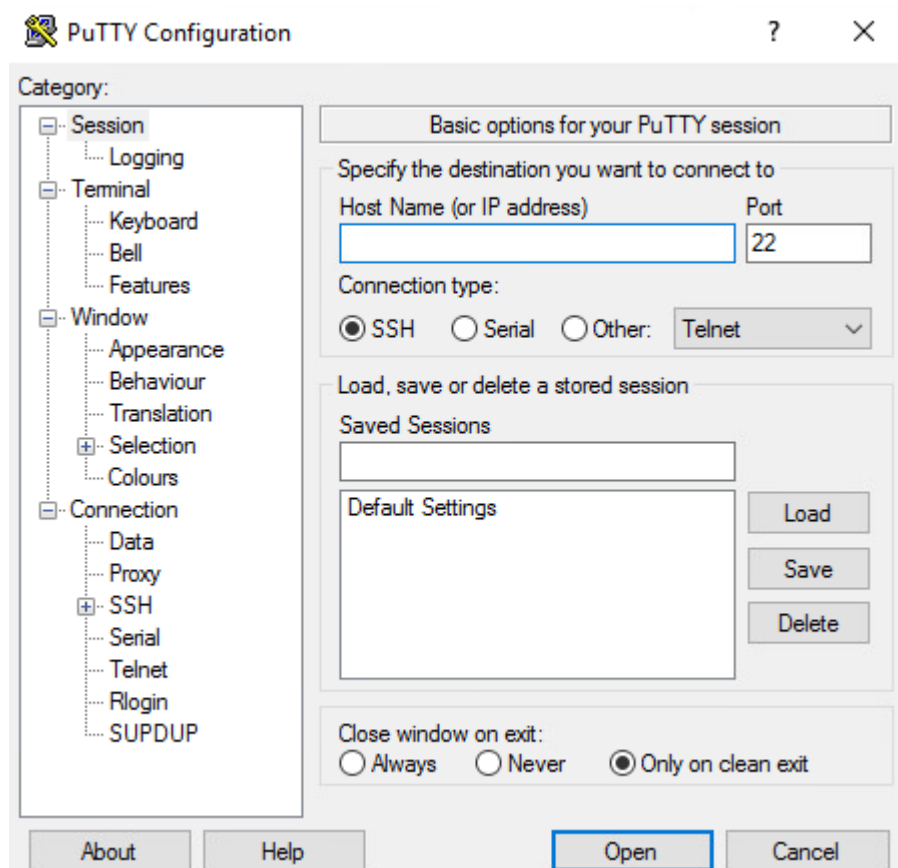 PuTTY Configuration ? ×
Category:
Session
Logging
Terminal
Keyboard
Bell
Features
Window
Appearance
Behaviour
Translation
Selection
Colours
Connection
Data
Proxy
SSH
Serial
Telnet
Rlogin
SUPDUP
Basic options for your PuTTY session
Specify the destination you want to connect to
Host Name (or IP address) Port
22
Connection type:
SSH Serial Other: Telnet
Load, save or delete a stored session
Saved Sessions
Default Settings
Load
Save
Delete
Close window on exit:
Always Never Only on clean exit
About Help Open Cancel